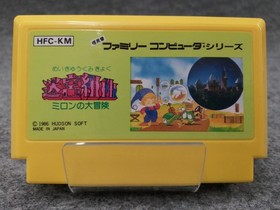 HFC-KM
ファミリー コンピュータ シリーズ
めいきゅうくみきょく
迷宮組曲
ミロンの大冒険
© 1986 HUDSON SOFT
MADE IN JAPAN